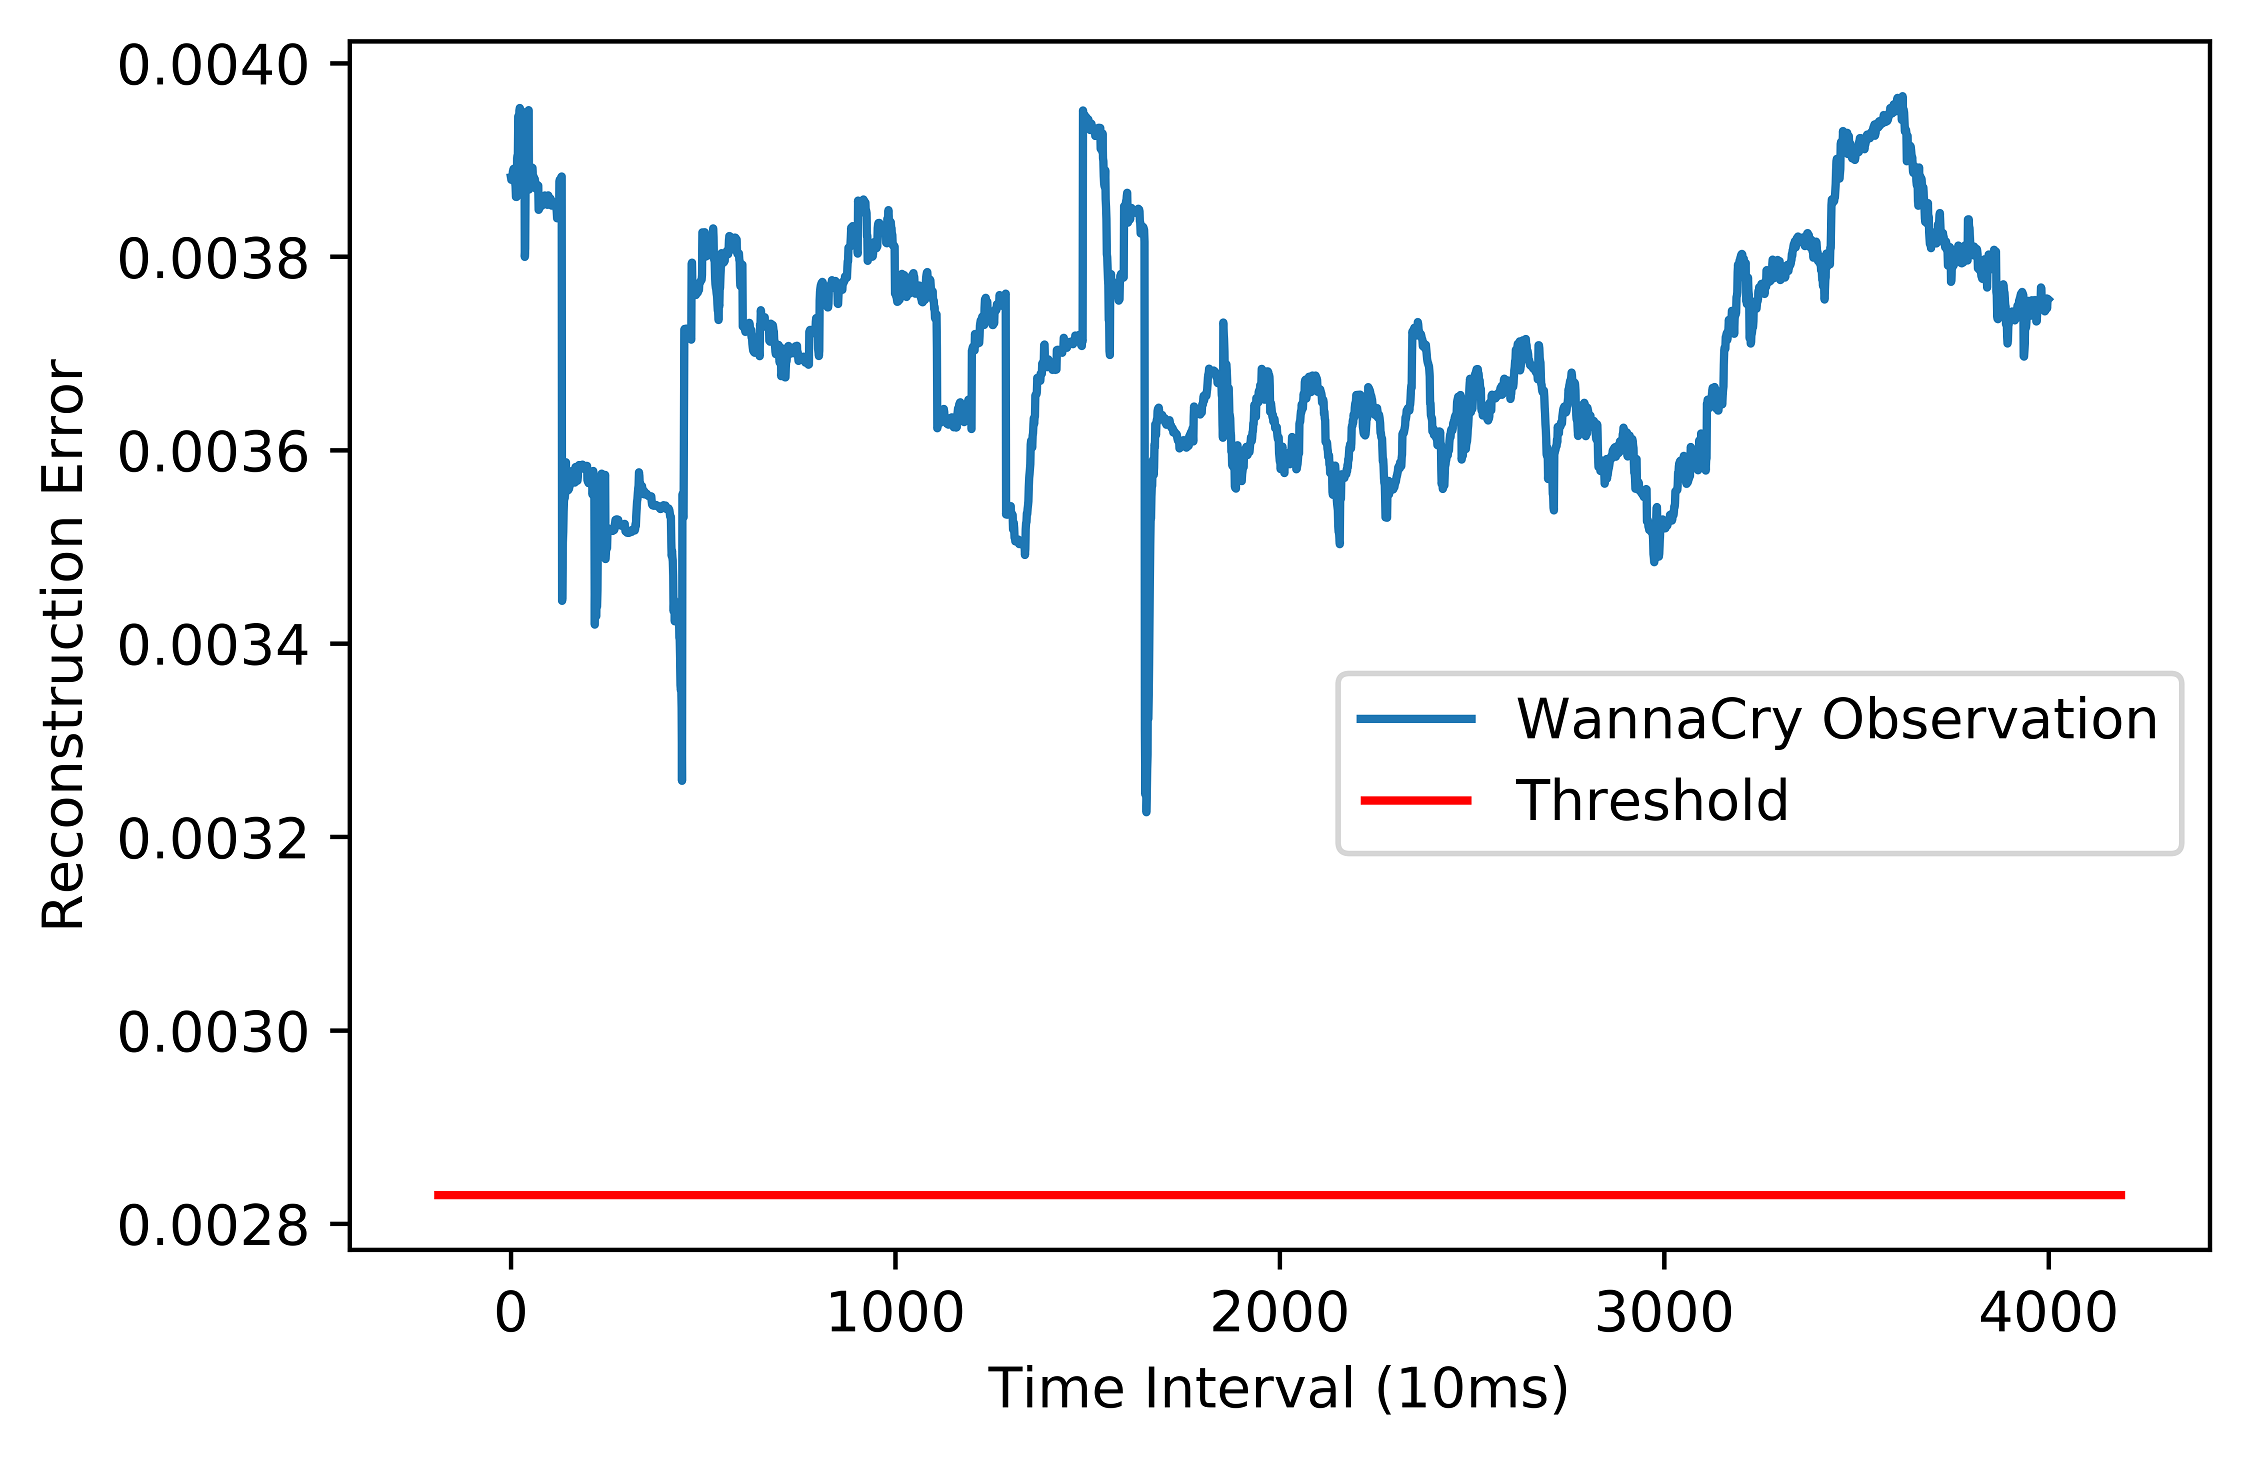 0.0040
0.0038
0.0036
0.0034
0.0032
0.0030
0.0028
Reconstruction Error
WannaCry Observation
Threshold
0 1000 2000 3000 4000
Time Interval (10ms)